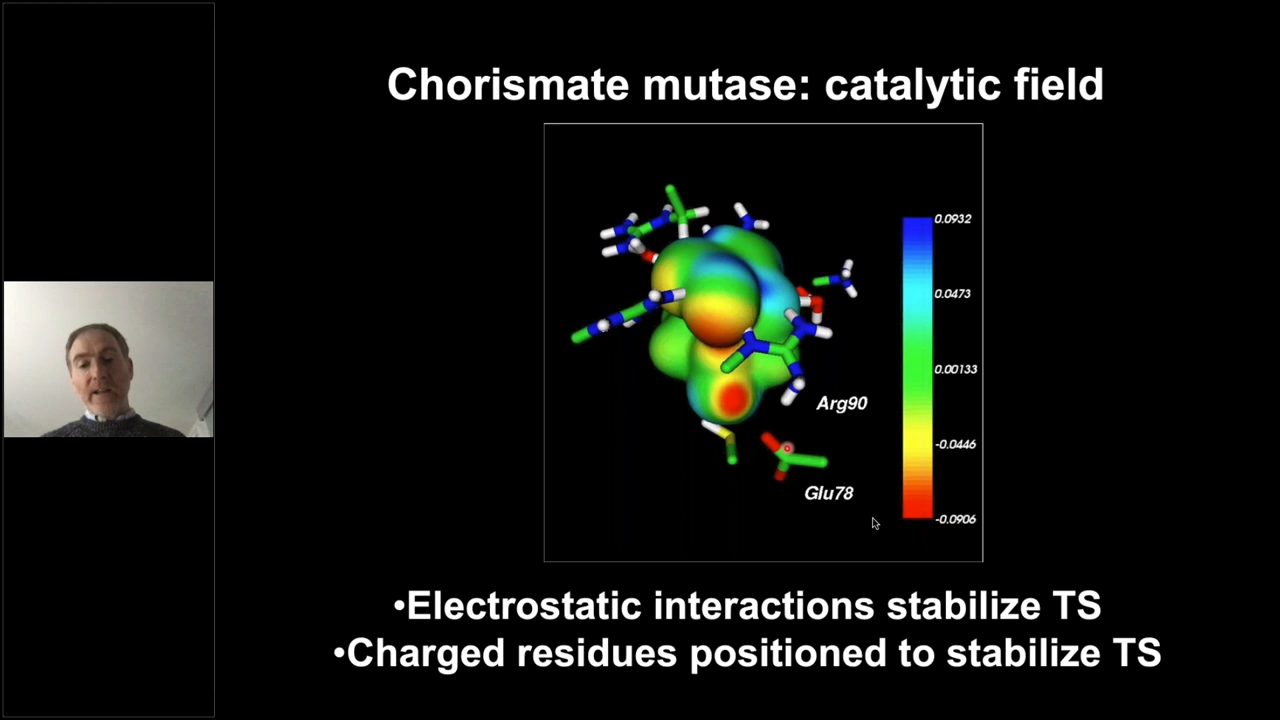 Chorismate mutase: catalytic field
0.0932
0.0473
0.00133
Arg90
-0.0446
Glu78
-0.0906
•Electrostatic interactions stabilize TS
•Charged residues positioned to stabilize TS